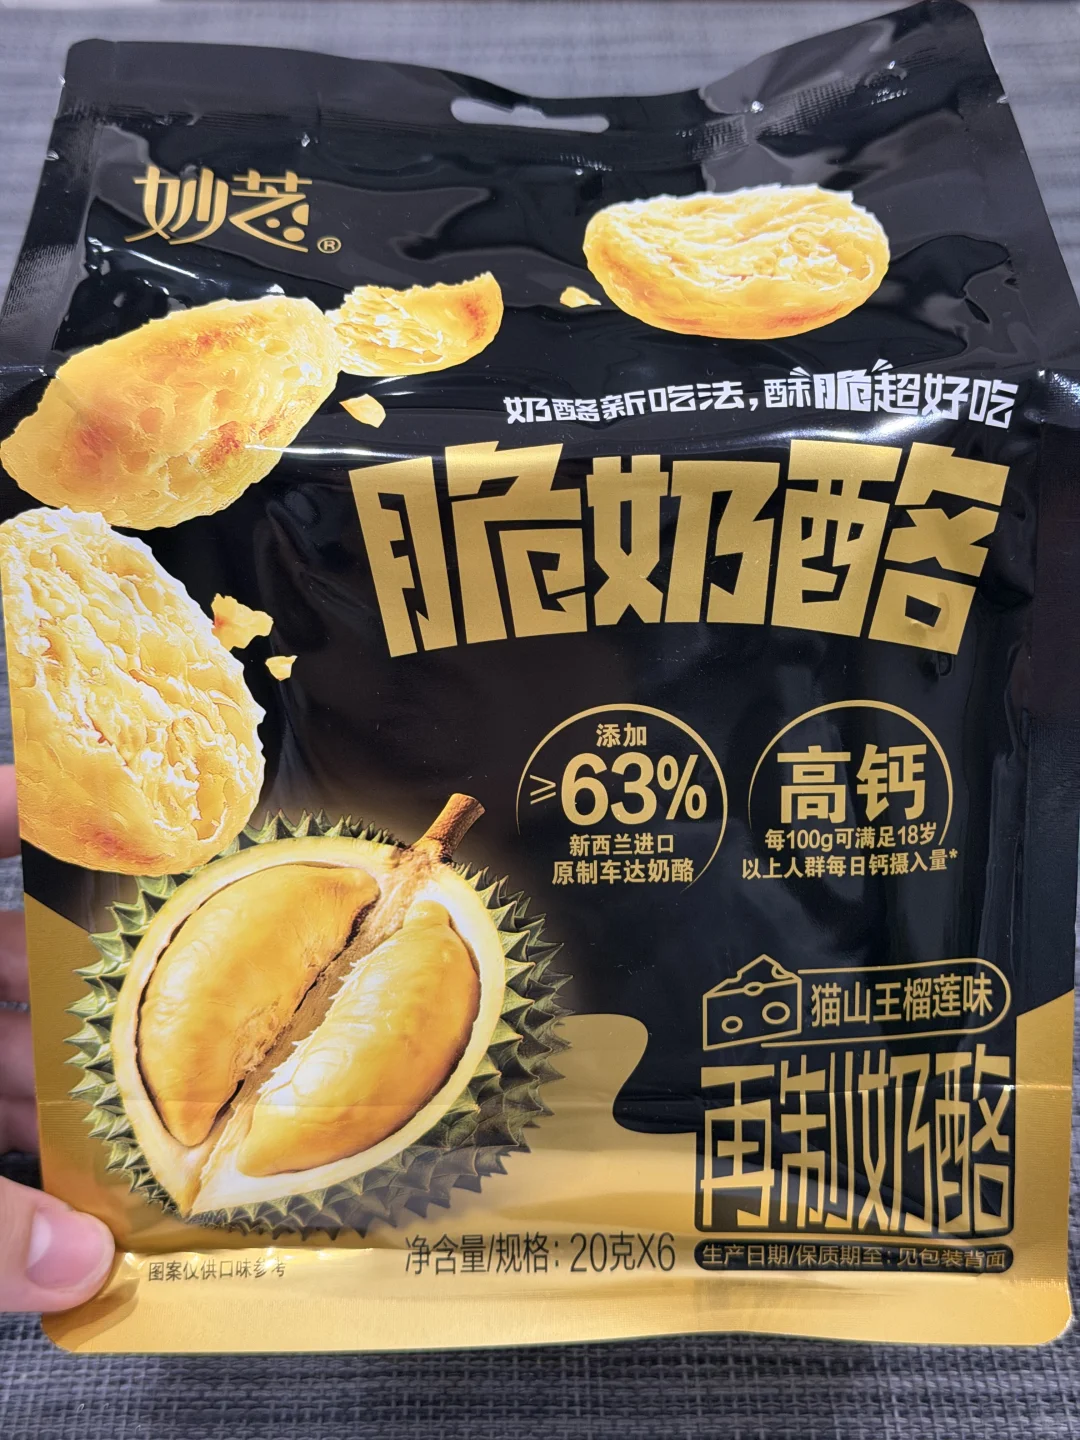 妙芝®
奶酪新吃法,酥脆超好吃
脆奶酪
添加
≥63%
新西兰进口
原制车达奶酪
高钙
每100g可满足18岁
以上人群每日钙摄入量*
猫山王榴莲味
再制奶酪
净含量/规格:20克X6
生产日期/保质期至:见包装背面
图案仅供口味参考